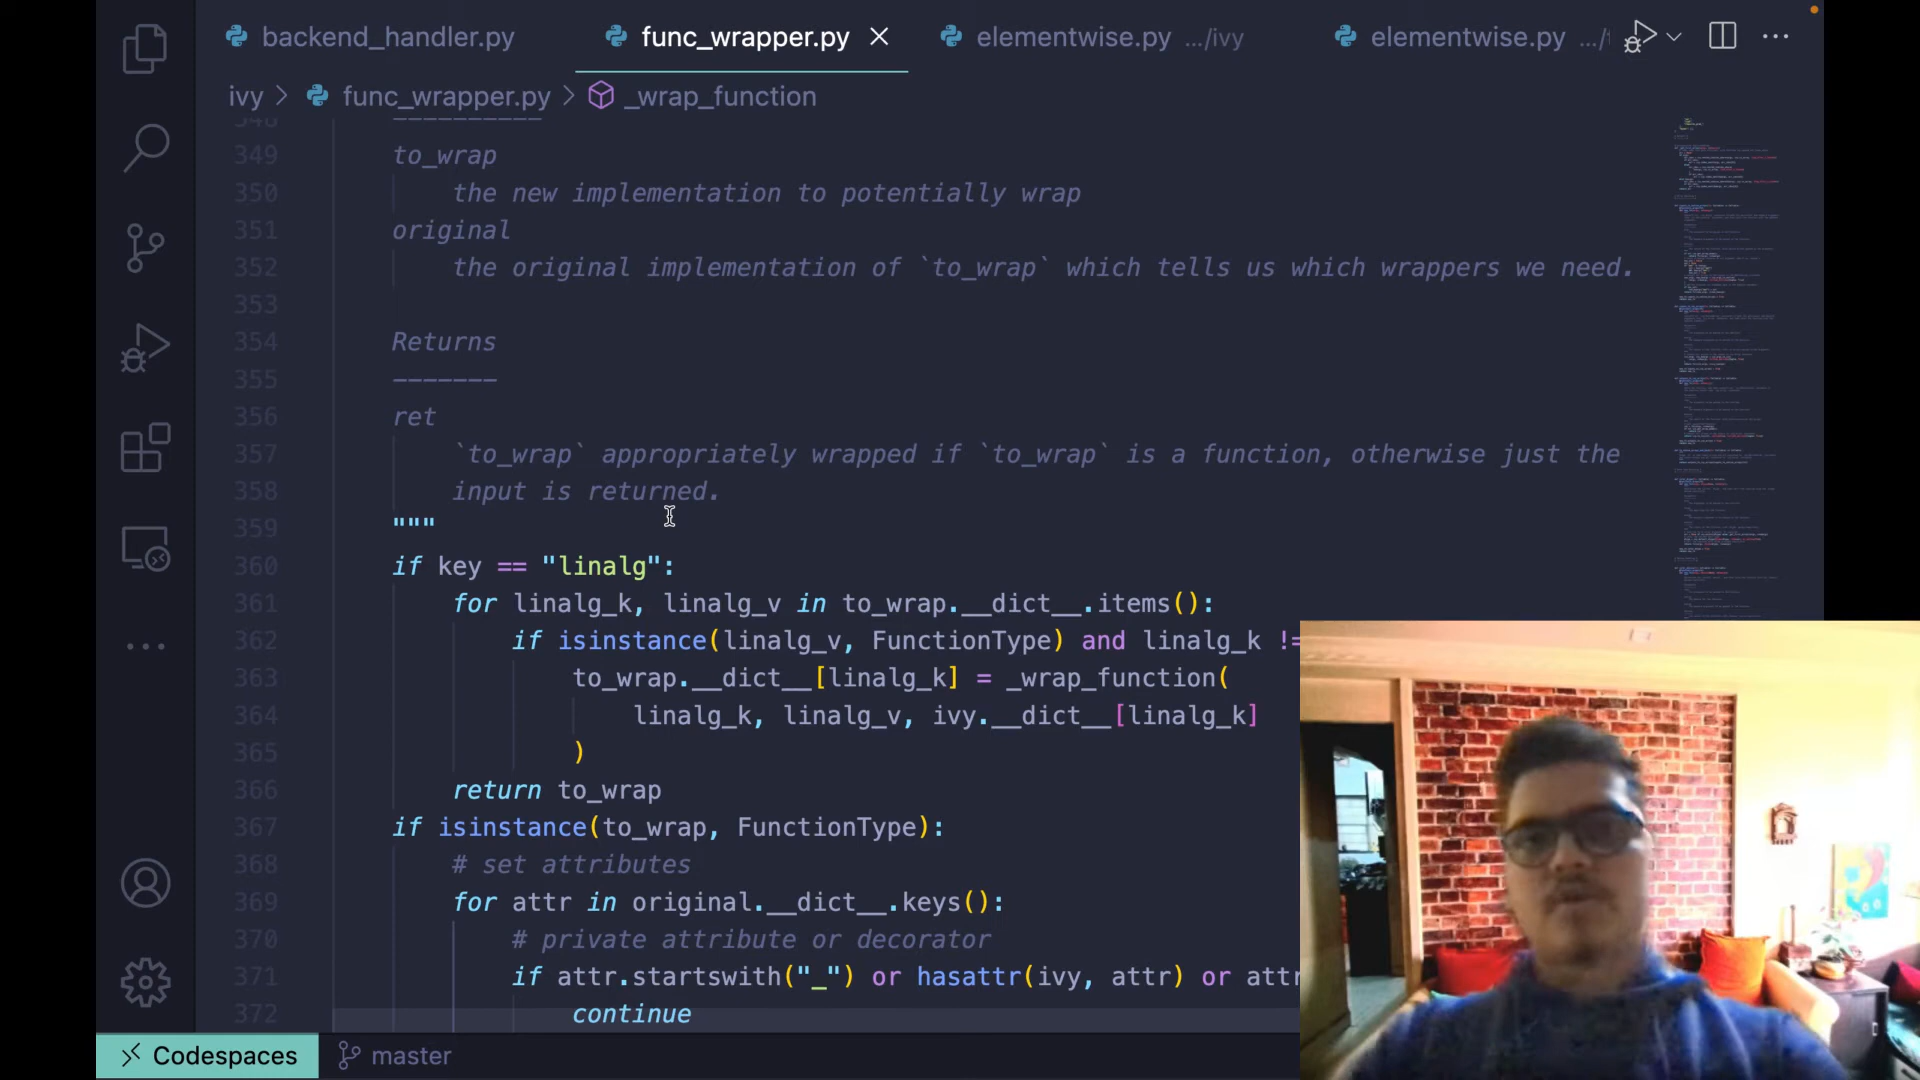 backend_handler.py func_wrapper.py elementwise.py .../ivy elementwise.py .../
ivy > func_wrapper.py > _wrap_function
348 ----------
349 to_wrap
350 the new implementation to potentially wrap
351 original
352 the original implementation of `to_wrap` which tells us which wrappers we need.
353
354 Returns
355 -------
356 ret
357 `to_wrap` appropriately wrapped if `to_wrap` is a function, otherwise just the
358 input is returned.
359 """
360 if key == "linalg":
361 for linalg_k, linalg_v in to_wrap.__dict__.items():
362 if isinstance(linalg_v, FunctionType) and linalg_k !=
363 to_wrap.__dict__[linalg_k] = _wrap_function(
364 linalg_k, linalg_v, ivy.__dict__[linalg_k]
365 )
366 return to_wrap
367 if isinstance(to_wrap, FunctionType):
368 # set attributes
369 for attr in original.__dict__.keys():
370 # private attribute or decorator
371 if attr.startswith("_") or hasattr(ivy, attr) or attr
372 continue
Codespaces master